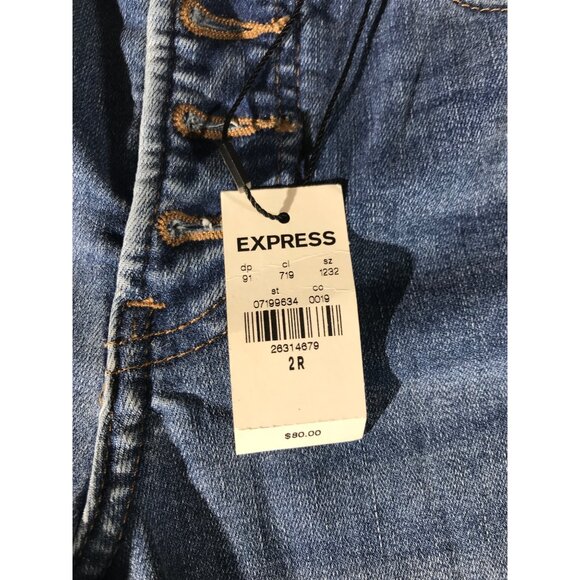 EXPRESS
dp cl sz
91 719 1232
st co
07199634 0019
26314679
2R
$80.00